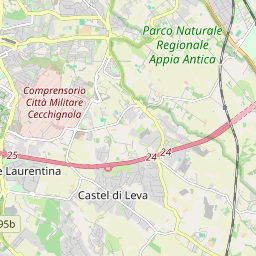 Parco Naturale
Regionale
Appia Antica
Comprensorio
Città Militare
Cecchignola
25
24
24
e Laurentina
Castel di Leva
95b